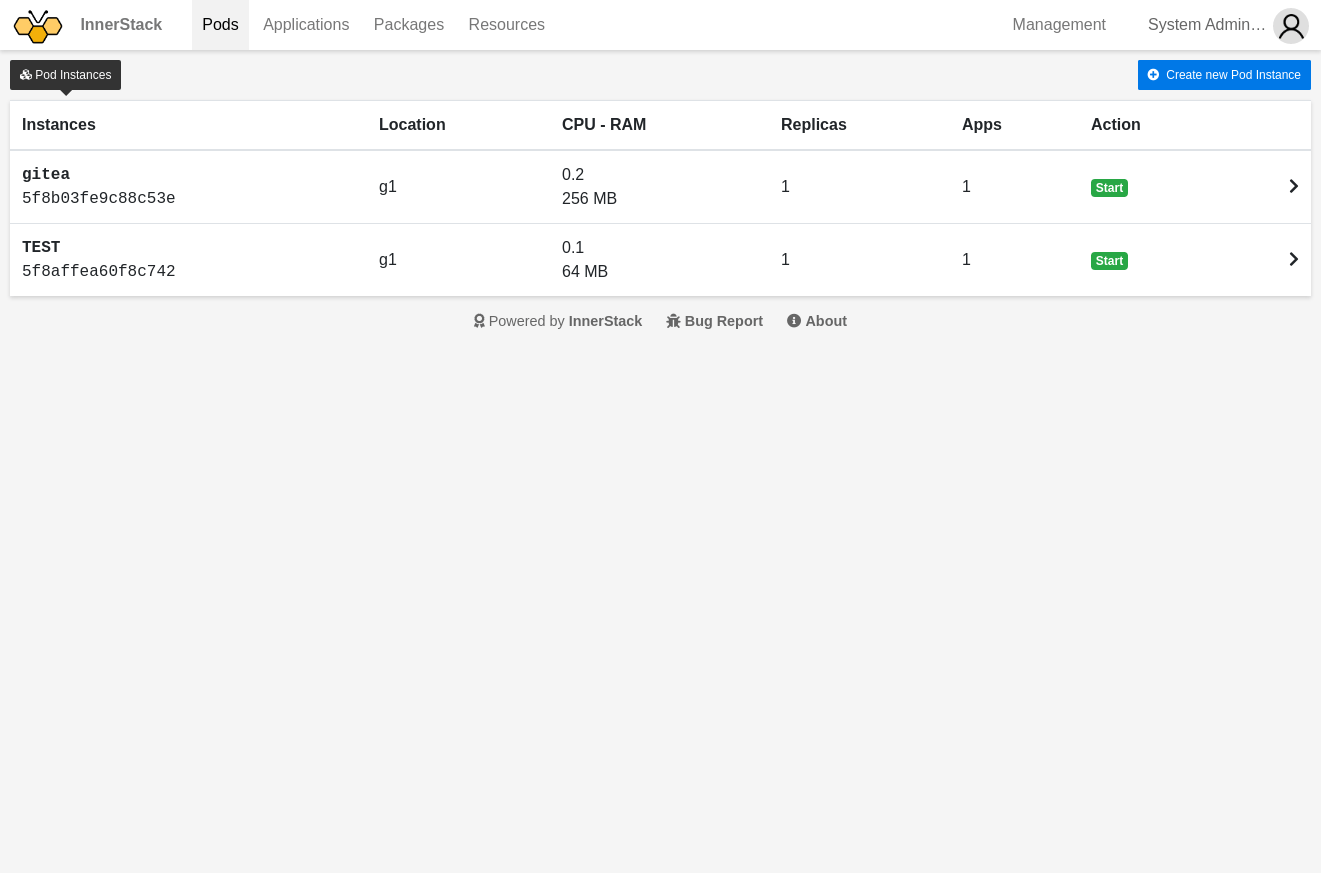 InnerStack Pods Applications Packages Resources Management System Admin…
Pod Instances Create new Pod Instance
Instances Location CPU - RAM Replicas Apps Action
gitea
5f8b03fe9c88c53e
g1
0.2
256 MB
1
1
Start
TEST
5f8affea60f8c742
g1
0.1
64 MB
1
1
Start
Powered by InnerStack Bug Report About